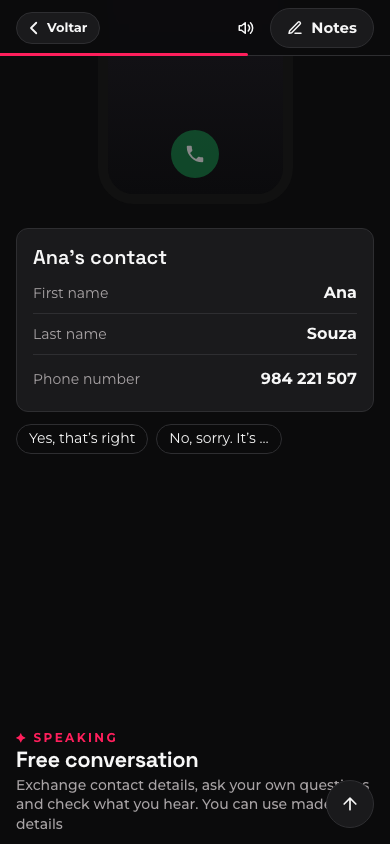 Voltar
Notes
Ana's contact
First name
Ana
Last name
Souza
Phone number
984 221 507
Yes, that's right
No, sorry. It's ...
SPEAKING
Free conversation
Exchange contact details, ask your own
and check what you hear. You can use
details